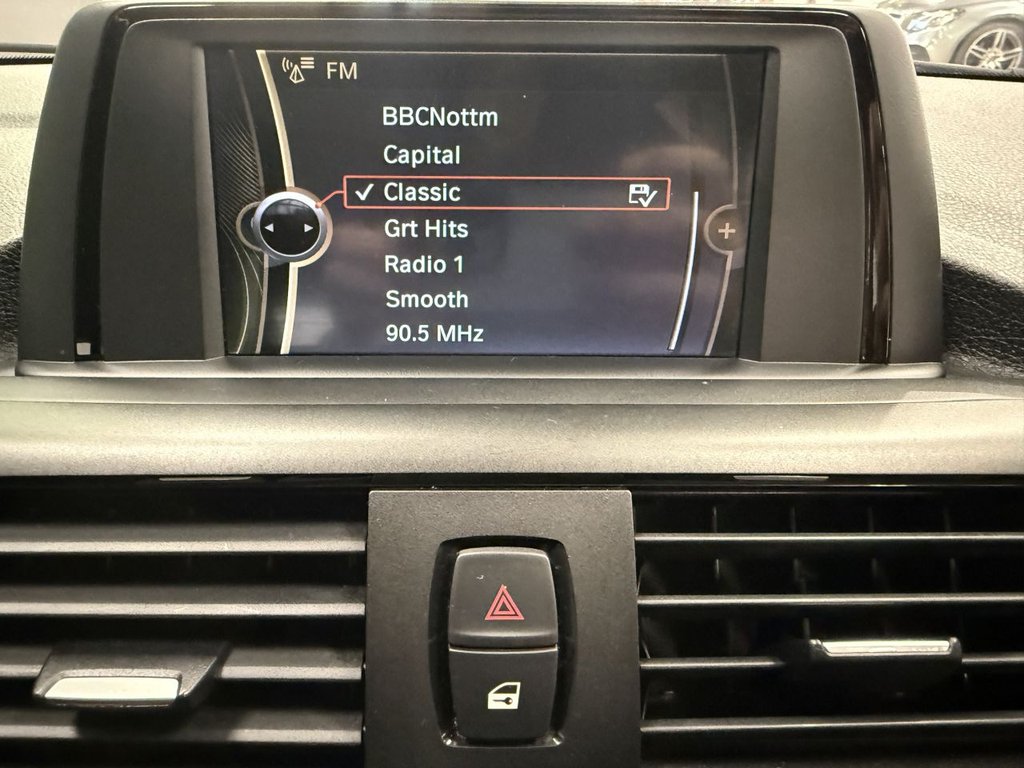 FM
BBCNottm
Capital
Classic
Grt Hits
Radio 1
Smooth
90.5 MHz